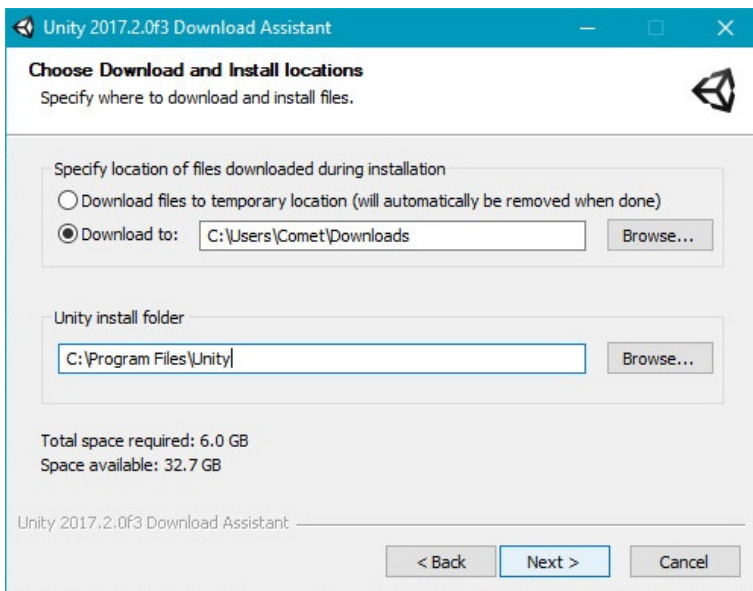 Unity 2017.2.0f3 Download Assistant
Choose Download and Install locations
Specify where to download and install files.
Specify location of files downloaded during installation
Download files to temporary location (will automatically be removed when done)
Download to: C:\Users\Comet\Downloads Browse...
Unity install folder
C:\Program Files\Unity Browse...
Total space required: 6.0 GB
Space available: 32.7 GB
Unity 2017.2.0f3 Download Assistant
< Back Next > Cancel